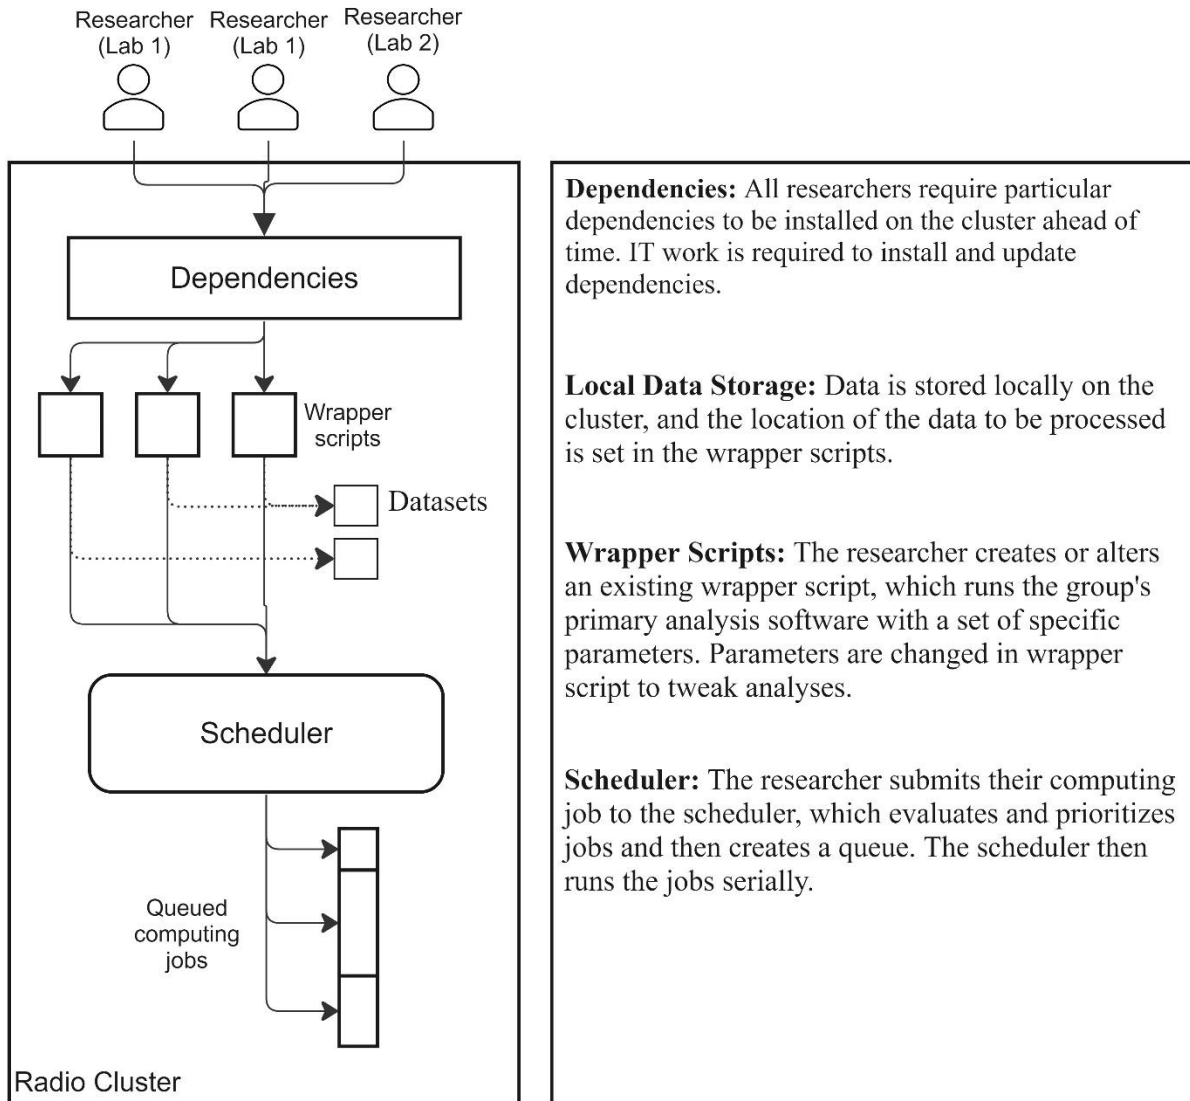 Researcher
(Lab 1)
Researcher
(Lab 1)
Researcher
(Lab 2)
Dependencies
Wrapper
scripts
Datasets
Scheduler
Queued
computing
jobs
Radio Cluster
Dependencies: All researchers require particular
dependencies to be installed on the cluster ahead of
time. IT work is required to install and update
dependencies.
Local Data Storage: Data is stored locally on the
cluster, and the location of the data to be processed
is set in the wrapper scripts.
Wrapper Scripts: The researcher creates or alters
an existing wrapper script, which runs the group's
primary analysis software with a set of specific
parameters. Parameters are changed in wrapper
script to tweak analyses.
Scheduler: The researcher submits their computing
job to the scheduler, which evaluates and prioritizes
jobs and then creates a queue. The scheduler then
runs the jobs serially.